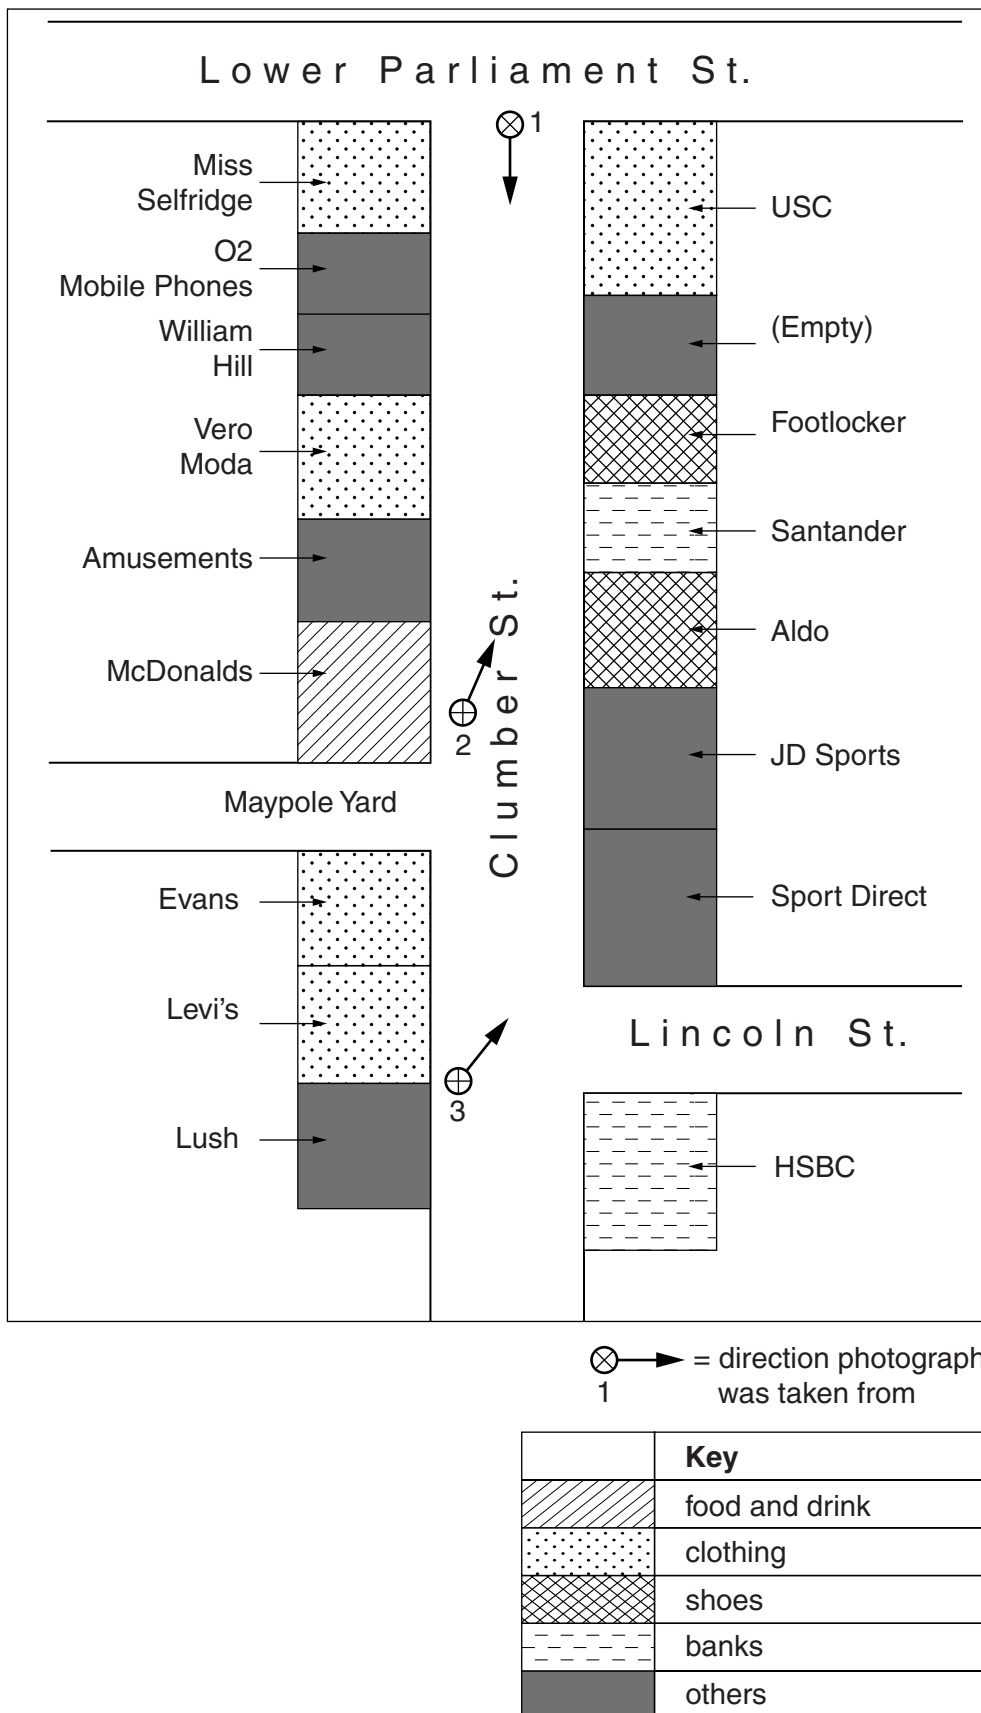 Lower Parliament St.
1
Miss
Selfridge
O2
Mobile Phones
William
Hill
Vero
Moda
Amusements
McDonalds
Maypole Yard
Evans
Levi's
Lush
Clumber St.
2
3
USC
(Empty)
Footlocker
Santander
Aldo
JD Sports
Sport Direct
Lincoln St.
HSBC
1
= direction photograph
was taken from
Key
food and drink
clothing
shoes
banks
others